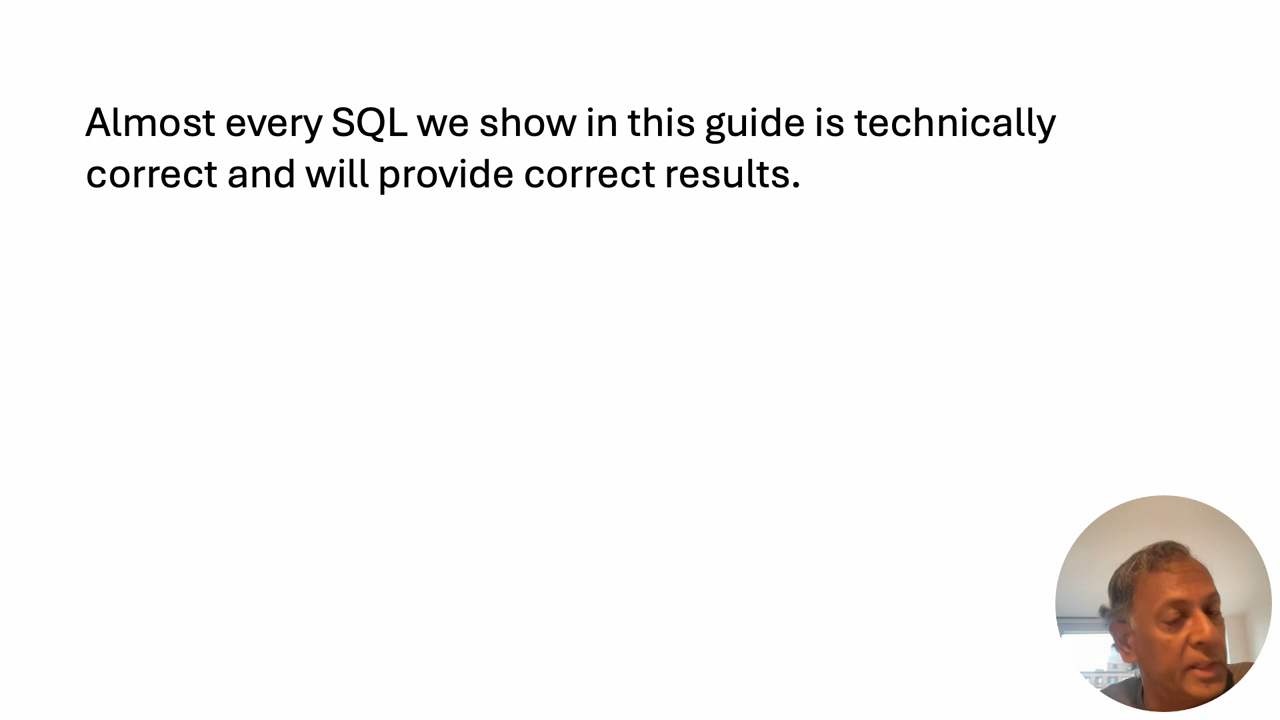 Almost every SQL we show in this guide is technically
correct and will provide correct results.